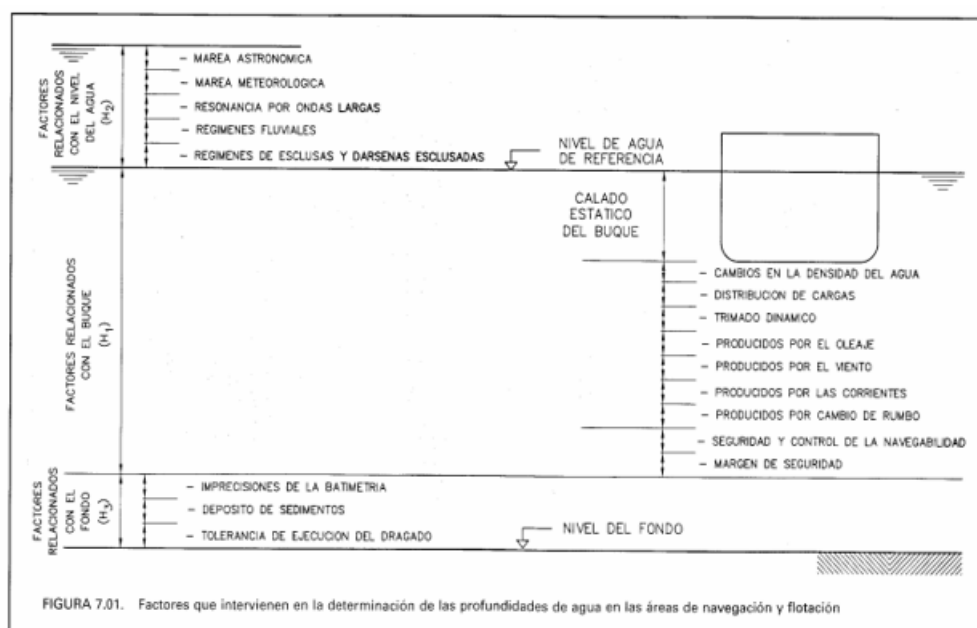 FACTORES
RELACIONADOS
CON EL NIVEL
DEL AGUA
(H2)
- MAREA ASTRONOMICA
- MAREA METEOROLOGICA
- RESONANCIA POR ONDAS LARGAS
- REGIMENES FLUVIALES
- REGIMENES DE ESCLUSAS Y DARSENAS ESCLUSADAS
NIVEL DE AGUA
DE REFERENCIA
FACTORES RELACIONADOS
CON EL BUQUE
(H1)
CALADO
ESTATICO
DEL BUQUE
- CAMBIOS EN LA DENSIDAD DEL AGUA
- DISTRIBUCION DE CARGAS
- TRIMADO DINAMICO
- PRODUCIDOS POR EL OLEAJE
- PRODUCIDOS POR EL VIENTO
- PRODUCIDOS POR LAS CORRIENTES
- PRODUCIDOS POR CAMBIO DE RUMBO
- SEGURIDAD Y CONTROL DE LA NAVEGABILIDAD
- MARGEN DE SEGURIDAD
FACTORES
RELACIONADOS
CON EL
FONDO
(H3)
- IMPRECISIONES DE LA BATIMETRIA
- DEPOSITO DE SEDIMENTOS
- TOLERANCIA DE EJECUCION DEL DRAGADO
NIVEL DEL FONDO
FIGURA 7.01. Factores que intervienen en la determinación de las profundidades de agua en las áreas de navegación y flotación